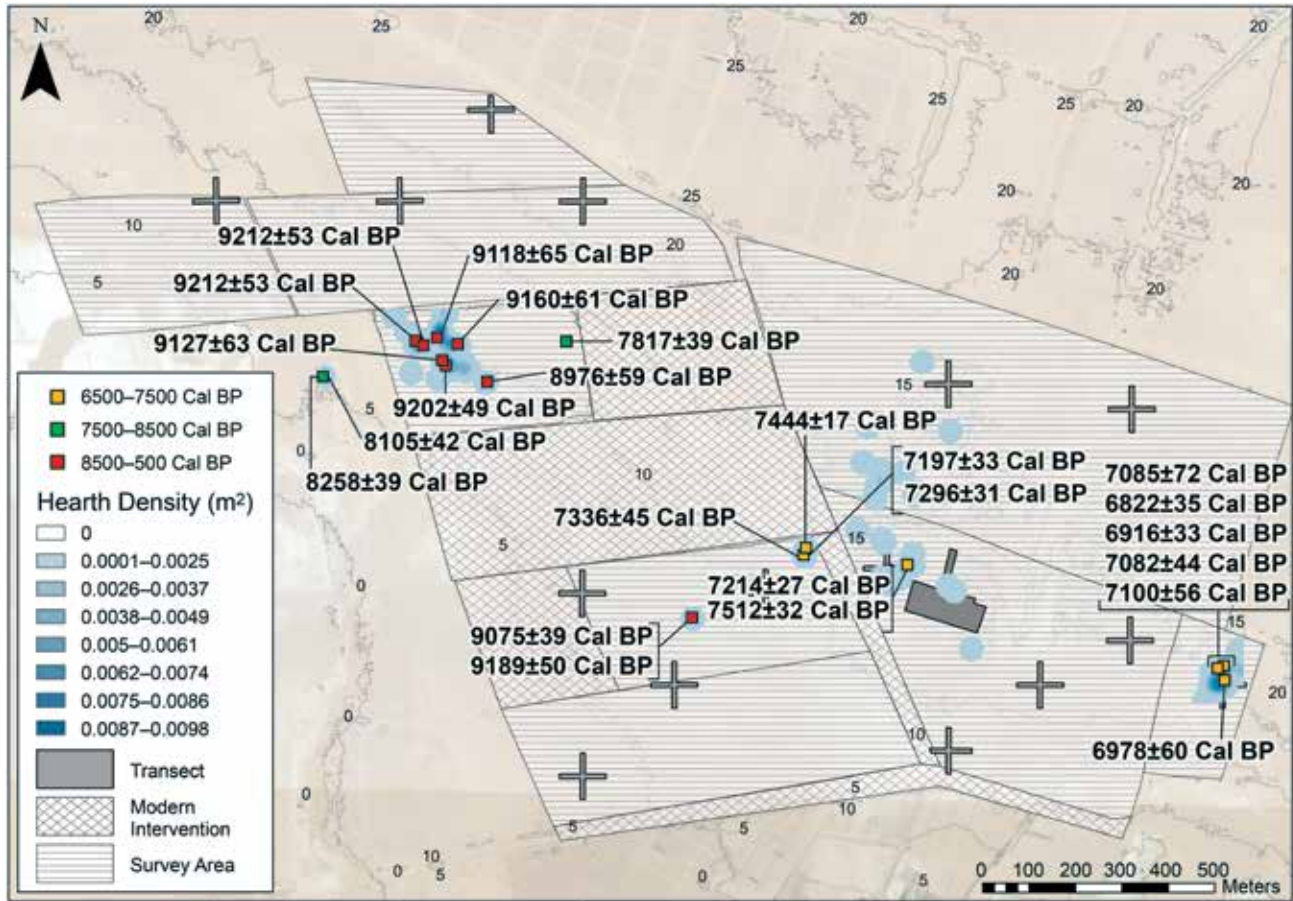 N
20
25
20
20
25
25
25
20
20
20
25
10
20
20
20
5
9212±53 Cal BP
9118±65 Cal BP
9212±53 Cal BP
9160±61 Cal BP
9127±63 Cal BP
7817±39 Cal BP
8976±59 Cal BP
15
5
9202±49 Cal BP
7444±17 Cal BP
8105±42 Cal BP
7197±33 Cal BP
7085±72 Cal BP
0
10
8258±39 Cal BP
7296±31 Cal BP
6822±35 Cal BP
7336±45 Cal BP
6916±33 Cal BP
5
15
7082±44 Cal BP
0
7214±27 Cal BP
7100±56 Cal BP
7512±32 Cal BP
15
9075±39 Cal BP
9189±50 Cal BP
20
0
10
6978±60 Cal BP
0
5
10
5
5
10
0
5
0
5
6500–7500 Cal BP
7500–8500 Cal BP
8500–500 Cal BP
Hearth Density (m²)
0
0.0001–0.0025
0.0026–0.0037
0.0038–0.0049
0.005–0.0061
0.0062–0.0074
0.0075–0.0086
0.0087–0.0098
Transect
Modern
Intervention
Survey Area
0 100 200 300 400 500
Meters